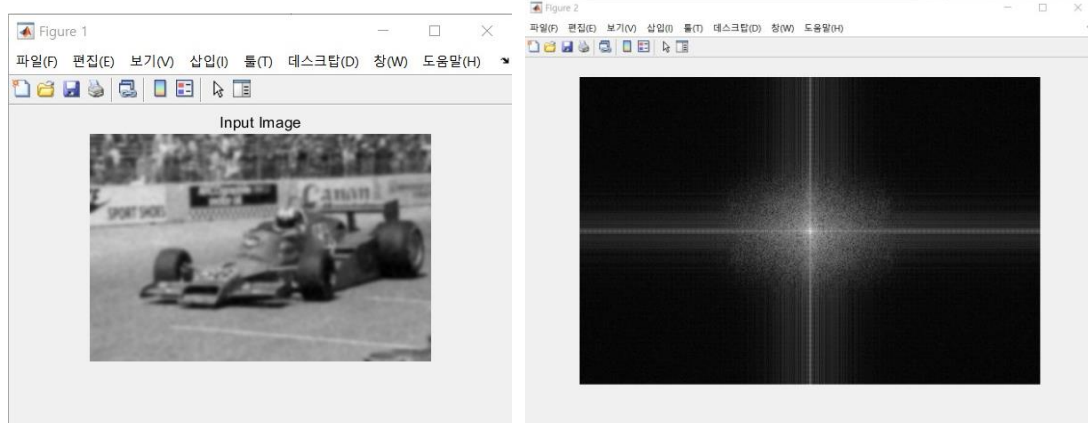 Figure 1
파일(F) 편집(E) 보기(V) 삽입(I) 툴(T) 데스크탑(D) 창(W) 도움말(H)
Input Image
SPORT SHOES
Canon
Figure 2
파일(F) 편집(E) 보기(V) 삽입(I) 툴(T) 데스크탑(D) 창(W) 도움말(H)